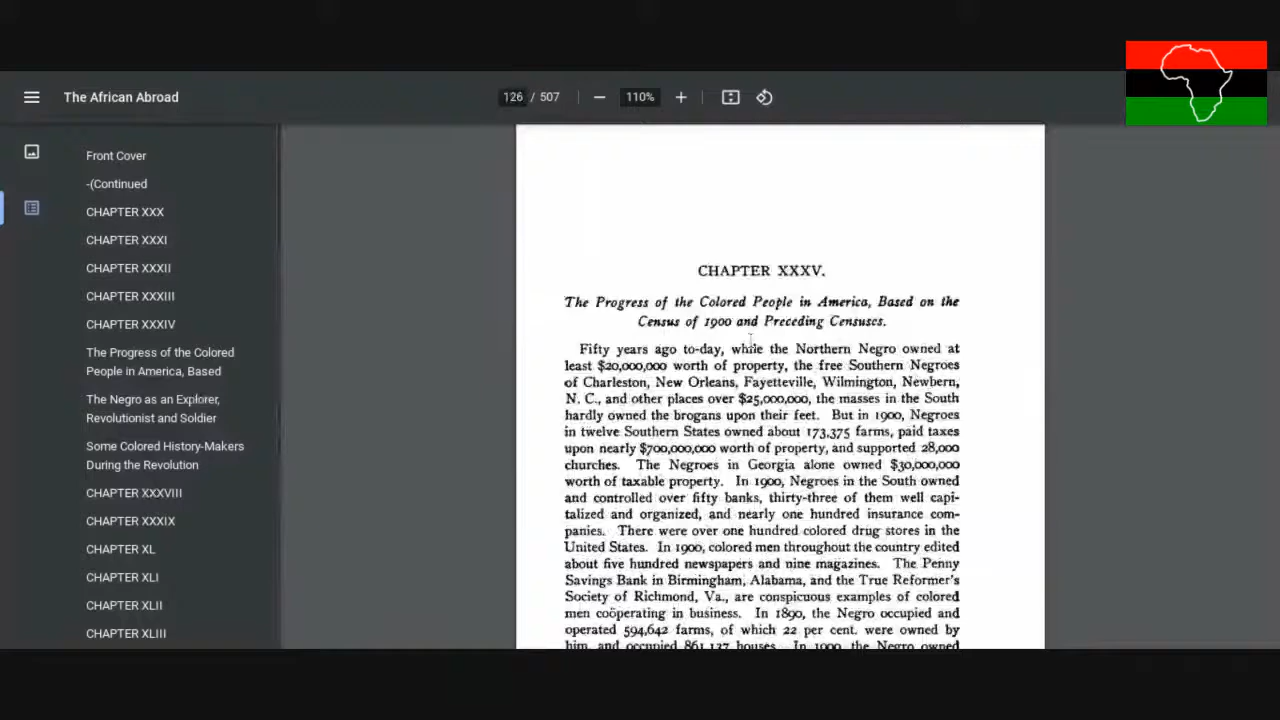 The African Abroad
126 / 507
110%
Front Cover
-(Continued
CHAPTER XXX
CHAPTER XXXI
CHAPTER XXXII
CHAPTER XXXIII
CHAPTER XXXIV
The Progress of the Colored
People in America, Based
The Negro as an Explorer,
Revolutionist and Soldier
Some Colored History-Makers
During the Revolution
CHAPTER XXXVIII
CHAPTER XXXIX
CHAPTER XL
CHAPTER XLI
CHAPTER XLII
CHAPTER XLIII
CHAPTER XXXV.
The Progress of the Colored People in America, Based on the
Census of 1900 and Preceding Censuses.
Fifty years ago to-day, while the Northern Negro owned at
least $20,000,000 worth of property, the free Southern Negroes
of Charleston, New Orleans, Fayetteville, Wilmington, Newbern,
N. C., and other places over $25,000,000, the masses in the South
hardly owned the brogans upon their feet. But in 1900, Negroes
in twelve Southern States owned about 173,375 farms, paid taxes
upon nearly $700,000,000 worth of property, and supported 28,000
churches. The Negroes in Georgia alone owned $30,000,000
worth of taxable property. In 1900, Negroes in the South owned
and controlled over fifty banks, thirty-three of them well capi-
talized and organized, and nearly one hundred insurance com-
panies. There were over one hundred colored drug stores in the
United States. In 1900, colored men throughout the country edited
about five hundred newspapers and nine magazines. The Penny
Savings Bank in Birmingham, Alabama, and the True Reformer's
Society of Richmond, Va., are conspicuous examples of colored
men coöperating in business. In 1890, the Negro occupied and
operated 594,642 farms, of which 22 per cent. were owned by
him, and occupied 861,137 houses. In 1900, the Negro owned